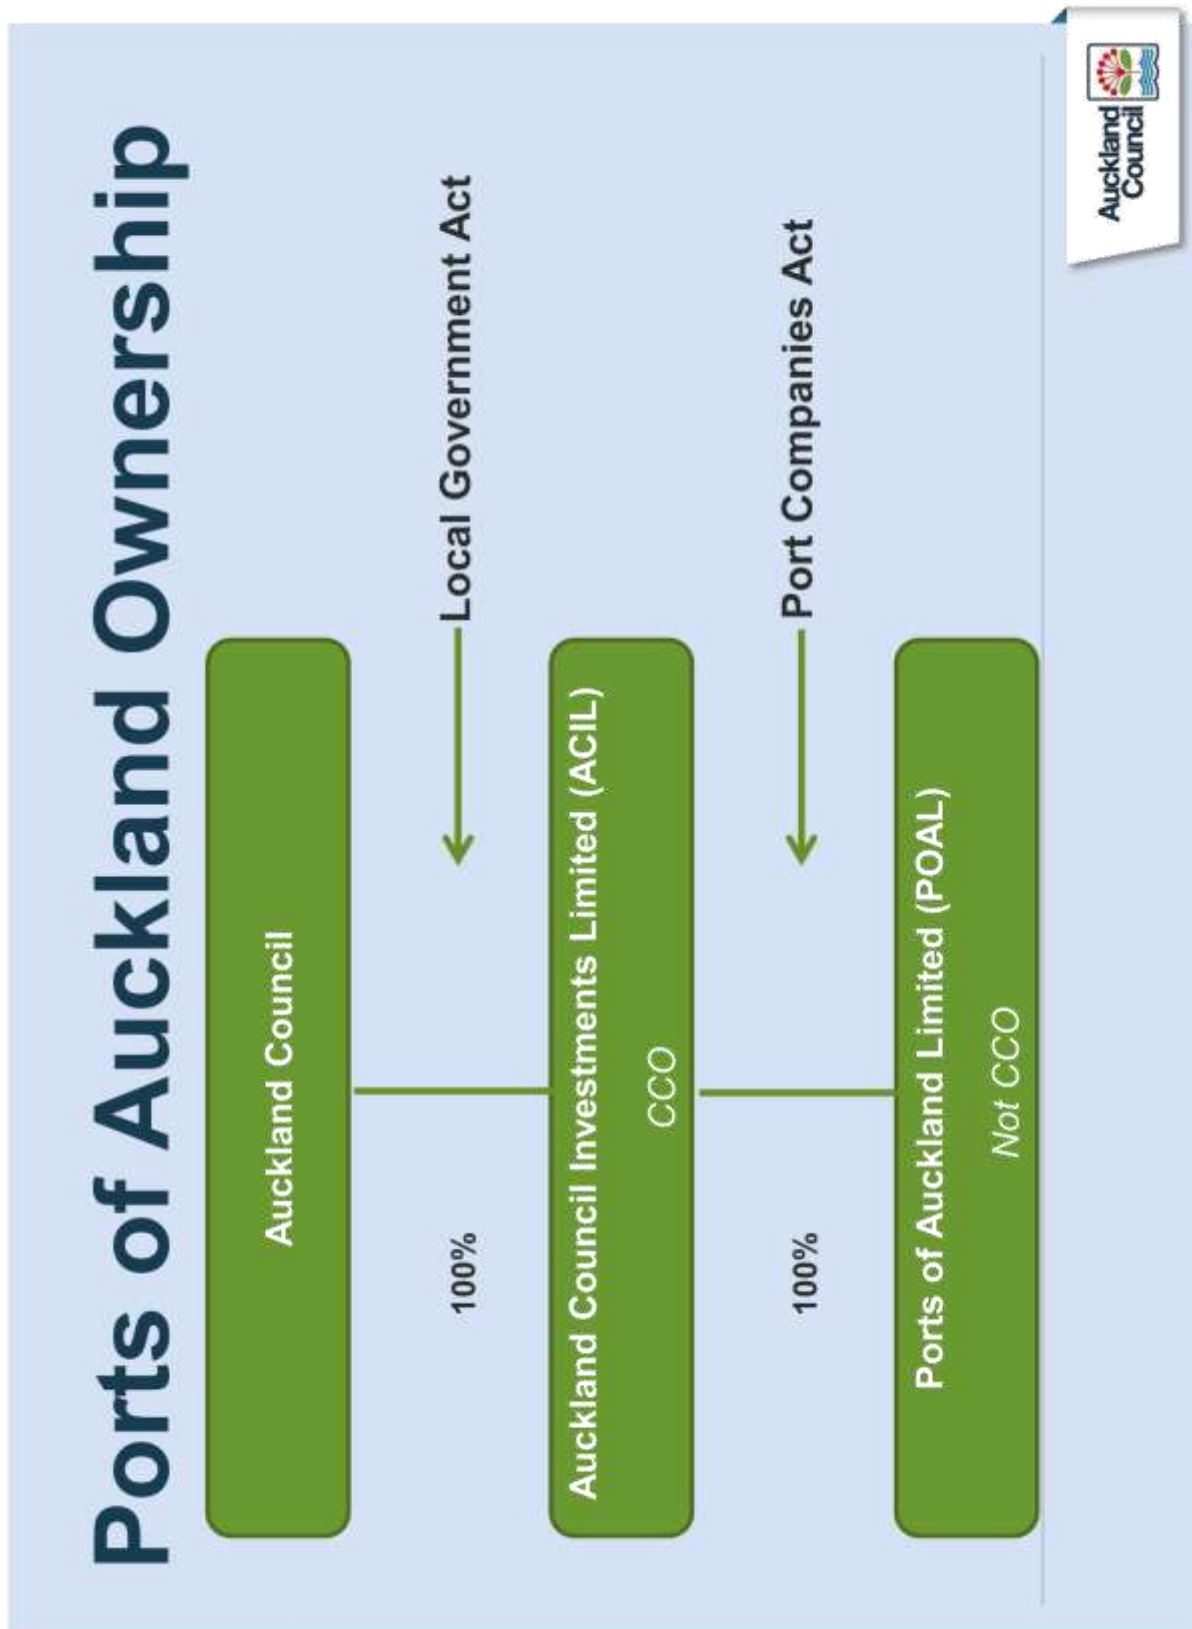 Ports of Auckland Ownership
Auckland Council
100%
Local Government Act
Auckland Council Investments Limited (ACIL)
CCO
100%
Port Companies Act
Ports of Auckland Limited (POAL)
Not CCO
Auckland
Council